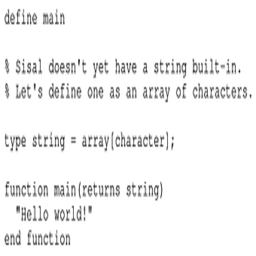 define main
% Sisal doesn't yet have a string built-in.
% Let's define one as an array of characters.
type string = array[character];
function main(returns string)
  "Hello world!"
end function